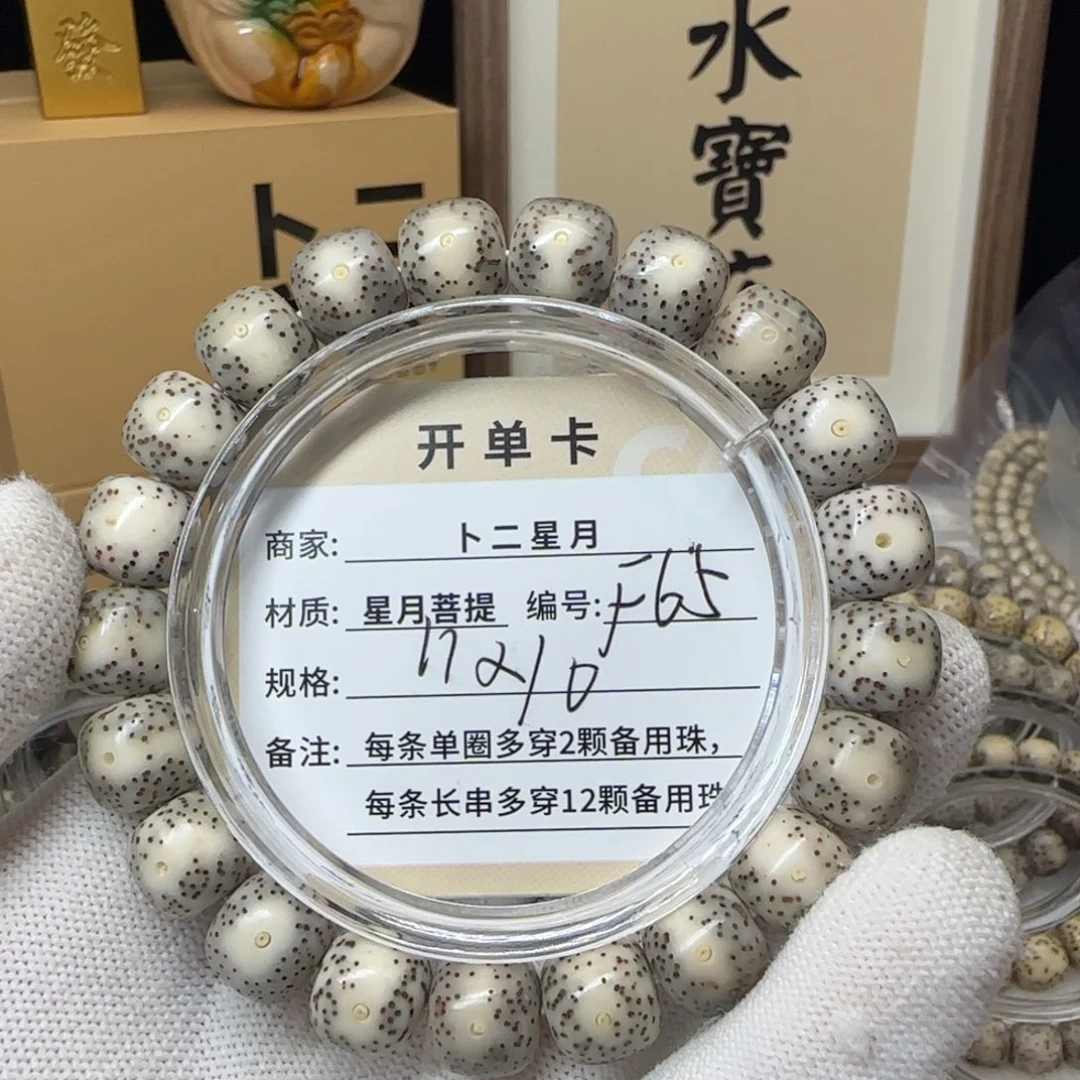 發
卜二
水寶
开单卡
商家: 卜二星月
材质: 星月菩提 编号: F65
规格: 11x10
备注: 每条单圈多穿2颗备用珠,
每条长串多穿12颗备用珠